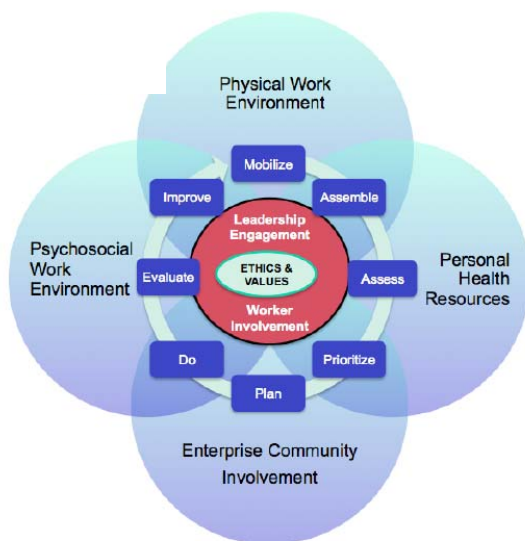 Physical Work
Environment
Mobilize
Improve
Assemble
Leadership
Engagement
Psychosocial
Work
Environment
Evaluate
ETHICS &
VALUES
Assess
Personal
Health
Resources
Worker
Involvement
Do
Prioritize
Plan
Enterprise Community
Involvement